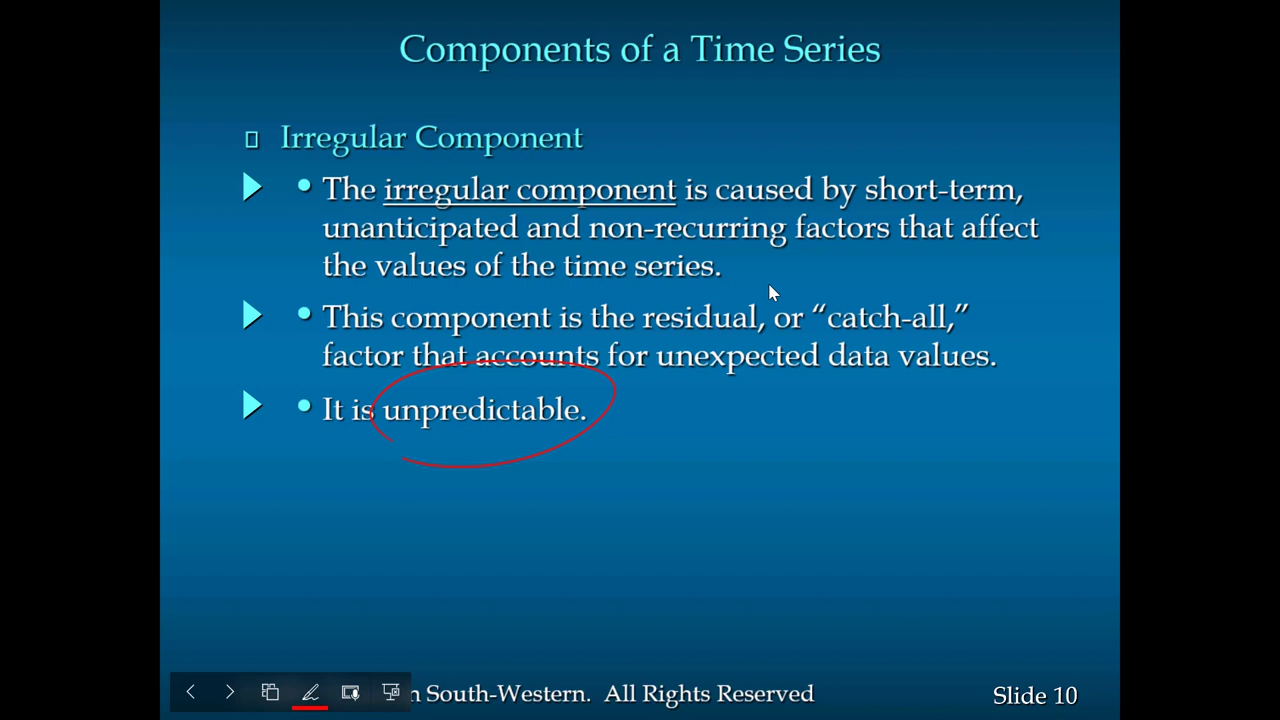 Components of a Time Series
Irregular Component
• The irregular component is caused by short-term,
unanticipated and non-recurring factors that affect
the values of the time series.
• This component is the residual, or “catch-all,”
factor that accounts for unexpected data values.
• It is unpredictable.
South-Western. All Rights Reserved
Slide 10